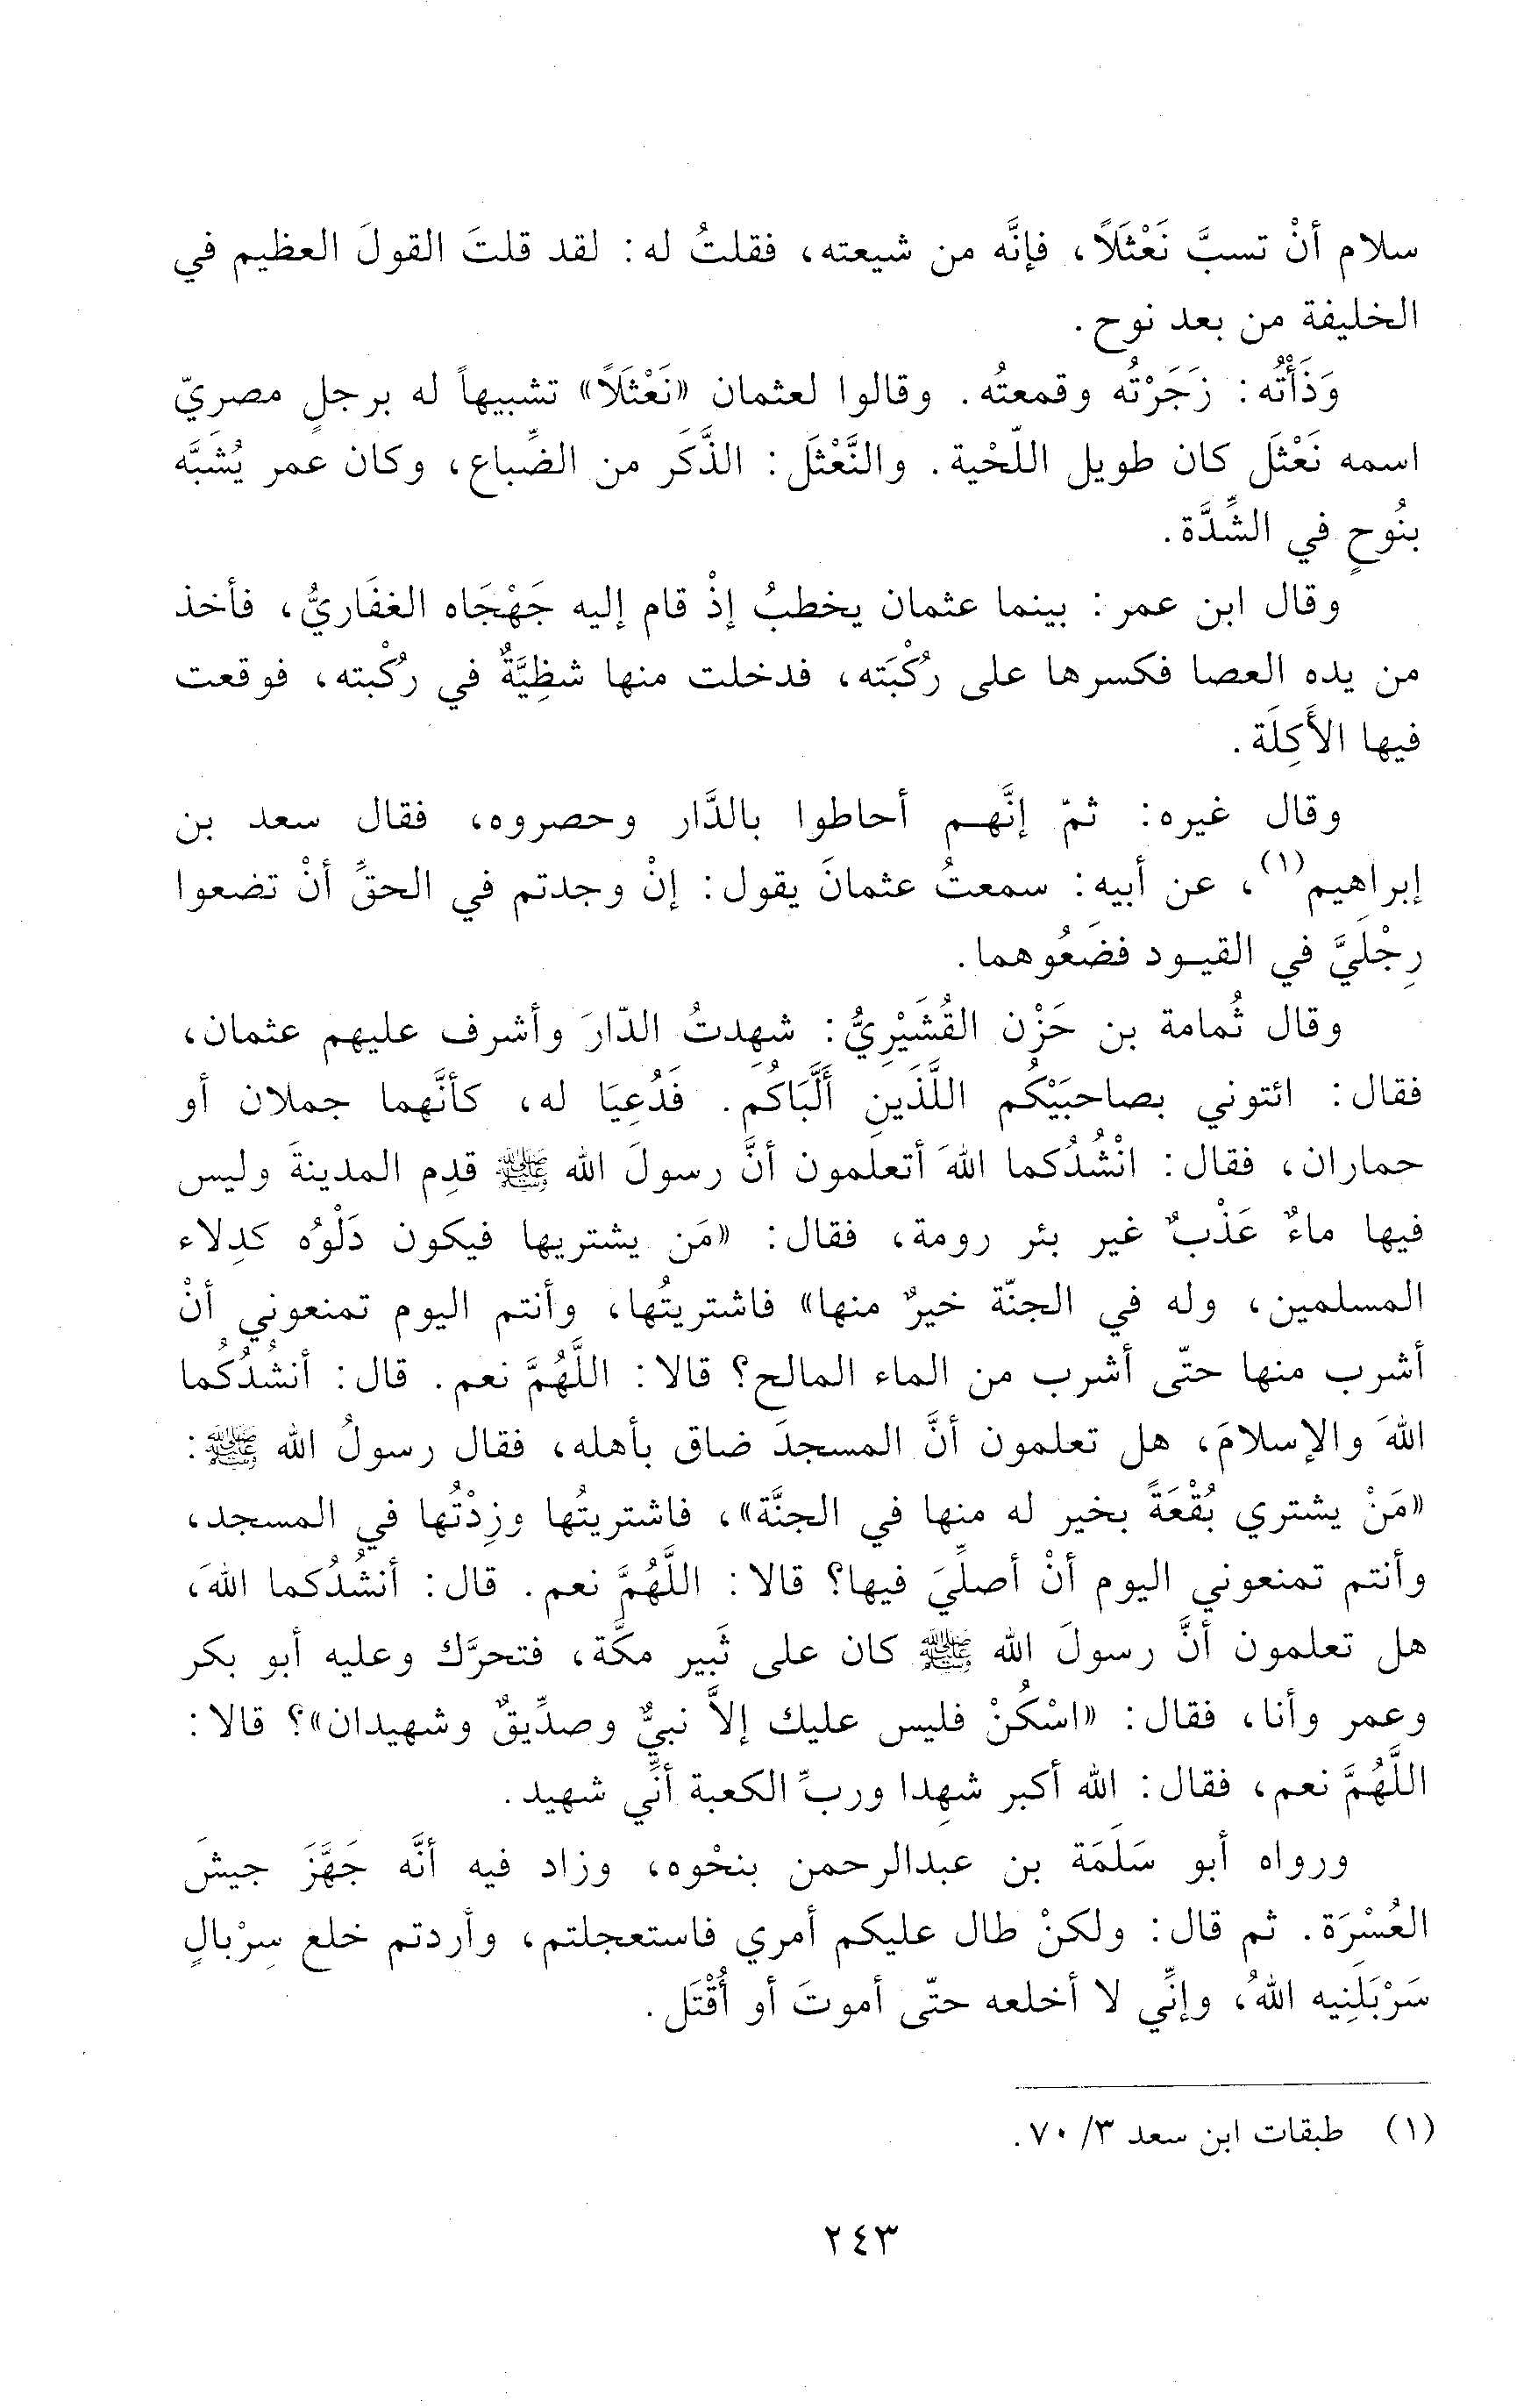 سلام أنْ تسبَّ نَعْثَلاً، فإنَّه من شيعته، فقلتُ له: لقد قلتَ القولَ العظيم في
الخليفة من بعد نوح.
وَذَأْتُه: زَجَرْتُه وقمعتُه. وقالوا لعثمان «نَعْثَلاً» تشبيهاً له برجلٍ مصريّ
اسمه نَعْثَل كان طويل اللّحْية. والنَّعْثَل: الذَّكَر من الضِّباع، وكان عمر يُشَبَّه
بنُوحٍ في الشِّدَّة.
وقال ابن عمر: بينما عثمان يخطبُ إذْ قام إليه جَهْجَاه الغفَاريُّ، فأخذ
من يده العصا فكسرها على رُكْبَته، فدخلت منها شظِيَّةٌ في رُكْبته، فوقعت
فيها الأَكِلَة.
وقال غيره: ثمّ إنَّهم أحاطوا بالدَّار وحصروه، فقال سعد بن
إبراهيم(١)، عن أبيه: سمعتُ عثمانَ يقول: إنْ وجدتم في الحقِّ أنْ تضعوا
رِجْلَيَّ في القيود فضَعُوهما.
وقال ثُمامة بن حَزْن القُشَيْرِيُّ: شهِدتُ الدّارَ وأشرف عليهم عثمان،
فقال: ائتوني بصاحبَيْكُم اللَّذَينِ أَلَّبَاكُم. فَدُعِيَا له، كأنَّهما جملان أو
حماران، فقال: انْشُدُكما اللهَ أتعلمون أنَّ رسولَ الله ﷺ قدِم المدينةَ وليس
فيها ماءٌ عَذْبٌ غير بئر رومة، فقال: «مَن يشتريها فيكون دَلْوُه كدِلاء
المسلمين، وله في الجنّة خيرٌ منها» فاشتريتُها، وأنتم اليوم تمنعوني أنْ
أشرب منها حتّى أشرب من الماء المالح؟ قالا: اللَّهُمَّ نعم. قال: أنشُدُكُما
اللهَ والإسلامَ، هل تعلمون أنَّ المسجدَ ضاق بأهله، فقال رسولُ الله ﷺ:
«مَنْ يشتري بُقْعَةً بخير له منها في الجنَّة»، فاشتريتُها وزِدْتُها في المسجد،
وأنتم تمنعوني اليوم أنْ أصلِّيَ فيها؟ قالا: اللَّهُمَّ نعم. قال: أنشُدُكما اللهَ،
هل تعلمون أنَّ رسولَ الله ﷺ كان على ثَبير مكَّة، فتحرَّك وعليه أبو بكر
وعمر وأنا، فقال: «اسْكُنْ فليس عليك إلاَّ نبيٌّ وصدِّيقٌ وشهيدان»؟ قالا:
اللَّهُمَّ نعم، فقال: الله أكبر شهِدا وربِّ الكعبة أنِّي شهيد.
ورواه أبو سَلَمَة بن عبدالرحمن بنحْوه، وزاد فيه أنَّه جَهَّزَ جيشَ
العُسْرَة. ثم قال: ولكنْ طال عليكم أمري فاستعجلتم، وأردتم خلع سِرْبالٍ
سَرْبَلَنِيه اللهُ، وإنِّي لا أخلعه حتّى أموتَ أو أُقْتَل.
(١) طبقات ابن سعد ٣/ ٧٠.
٢٤٣